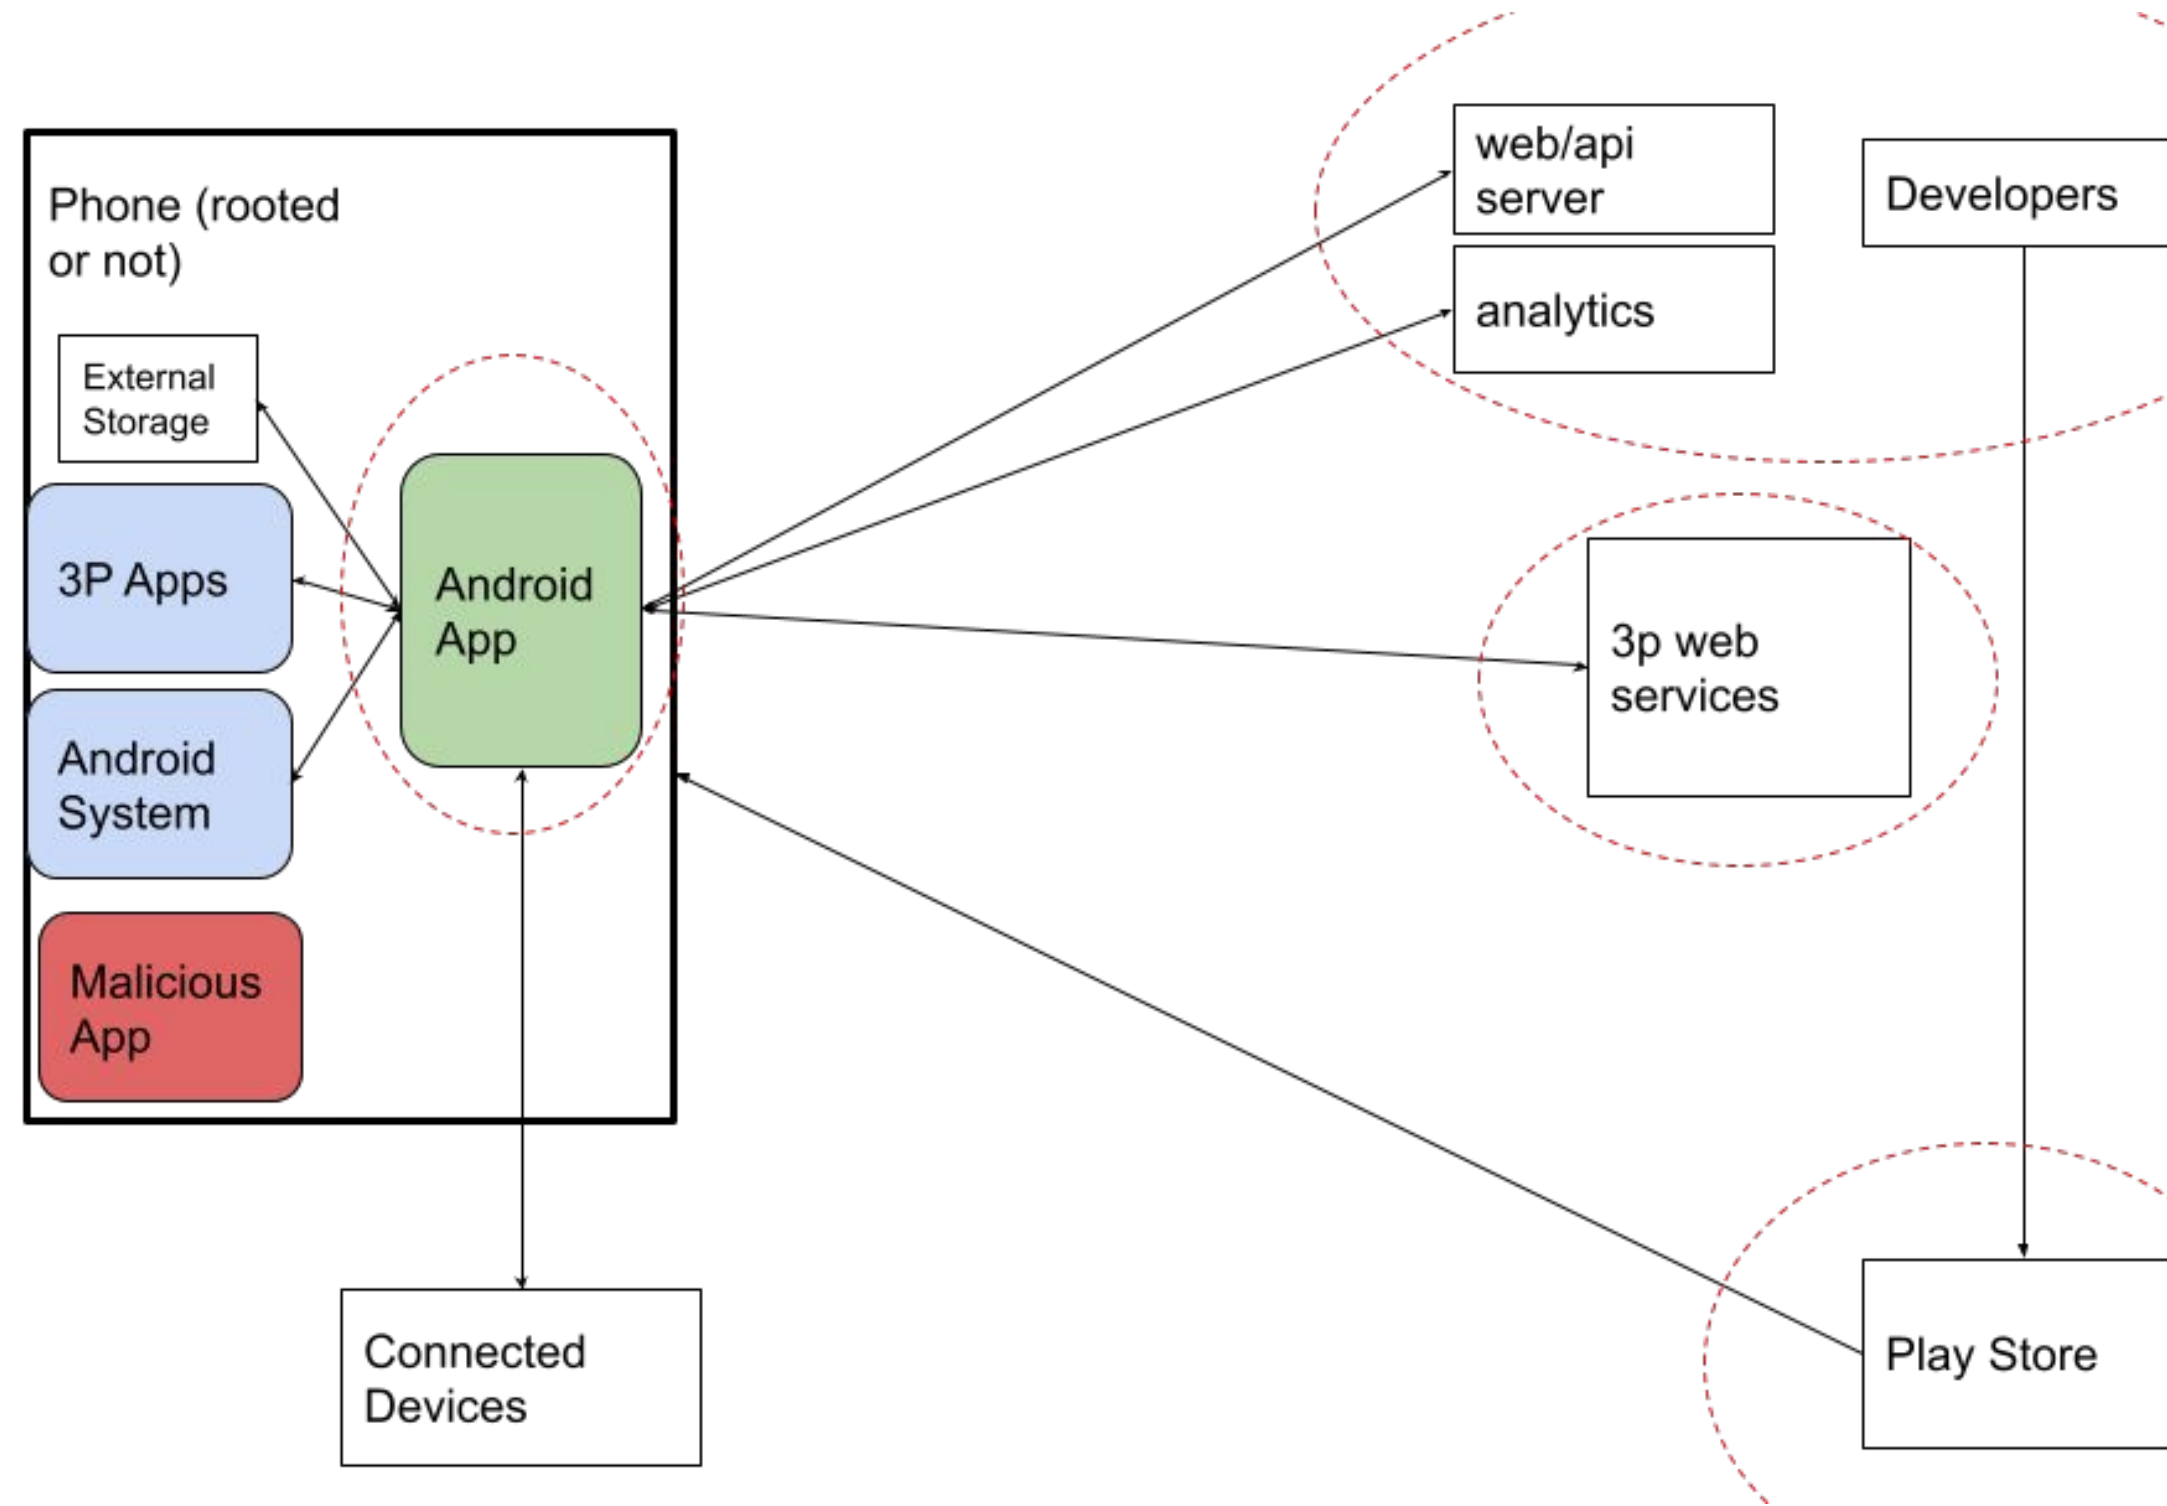 Phone (rooted
or not)
External
Storage
3P Apps
Android
System
Malicious
App
Android
App
Connected
Devices
web/api
server
analytics
Developers
3p web
services
Play Store